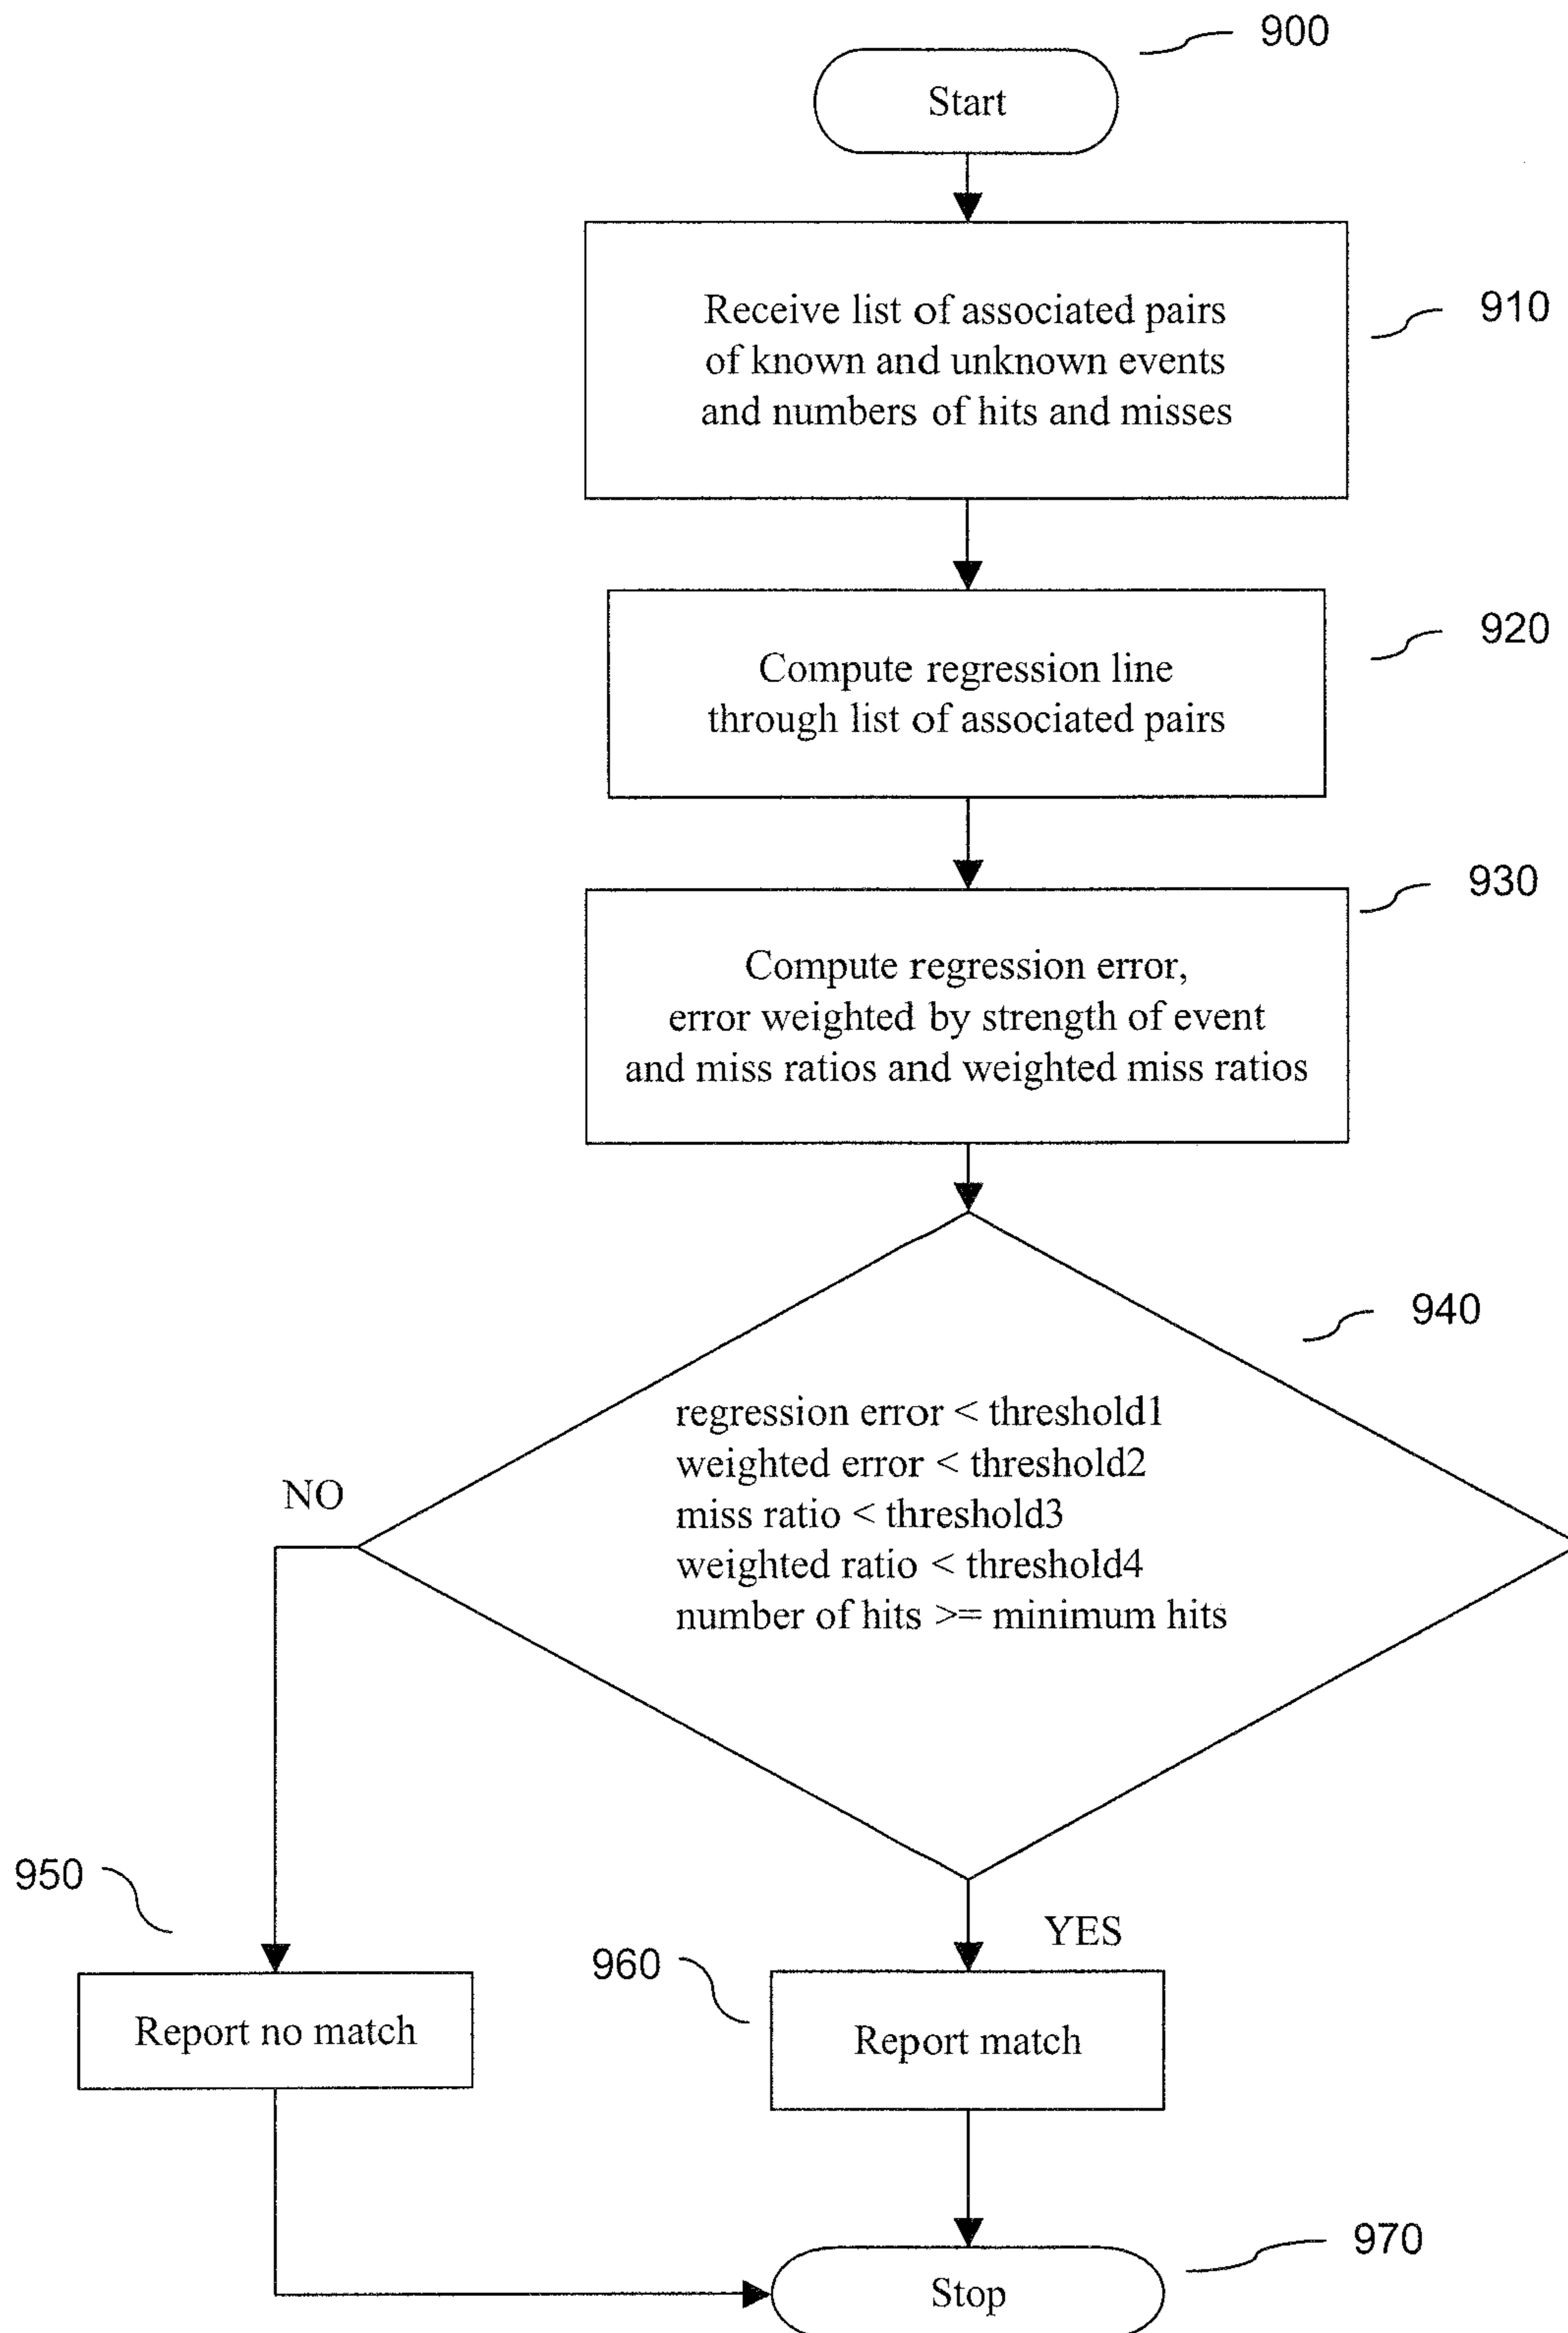 900
Start
Receive list of associated pairs
of known and unknown events
and numbers of hits and misses
910
Compute regression line
through list of associated pairs
920
Compute regression error,
error weighted by strength of event
and miss ratios and weighted miss ratios
930
940
regression error < threshold1
weighted error < threshold2
miss ratio < threshold3
weighted ratio < threshold4
number of hits >= minimum hits
NO
YES
950
Report no match
960
Report match
970
Stop